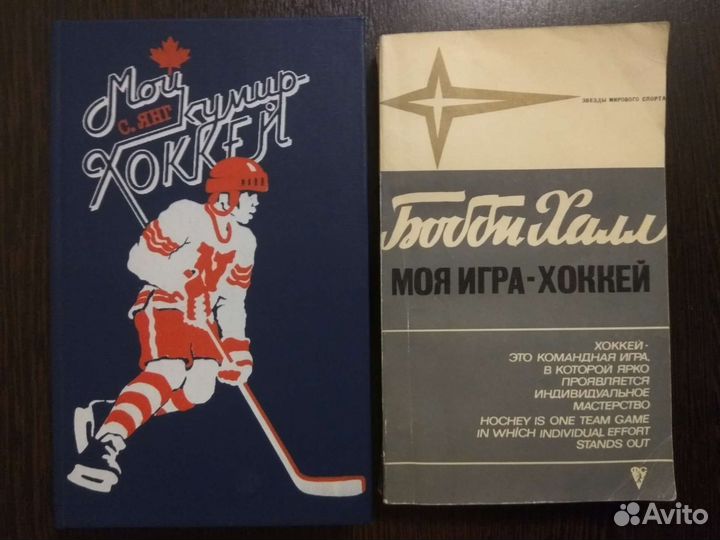 Мой
кумир-
С. ЯНГ
ХОККЕЙ
ЗВЕЗДЫ МИРОВОГО СПОРТА
Бобби Халл
МОЯ ИГРА-ХОККЕЙ
ХОККЕЙ-
ЭТО КОМАНДНАЯ ИГРА,
В КОТОРОЙ ЯРКО
ПРОЯВЛЯЕТСЯ
ИНДИВИДУАЛЬНОЕ
МАСТЕРСТВО
HOCHEY IS ONE TEAM GAME
IN WHICH INDIVIDUAL EFFORT
STANDS OUT
Avito